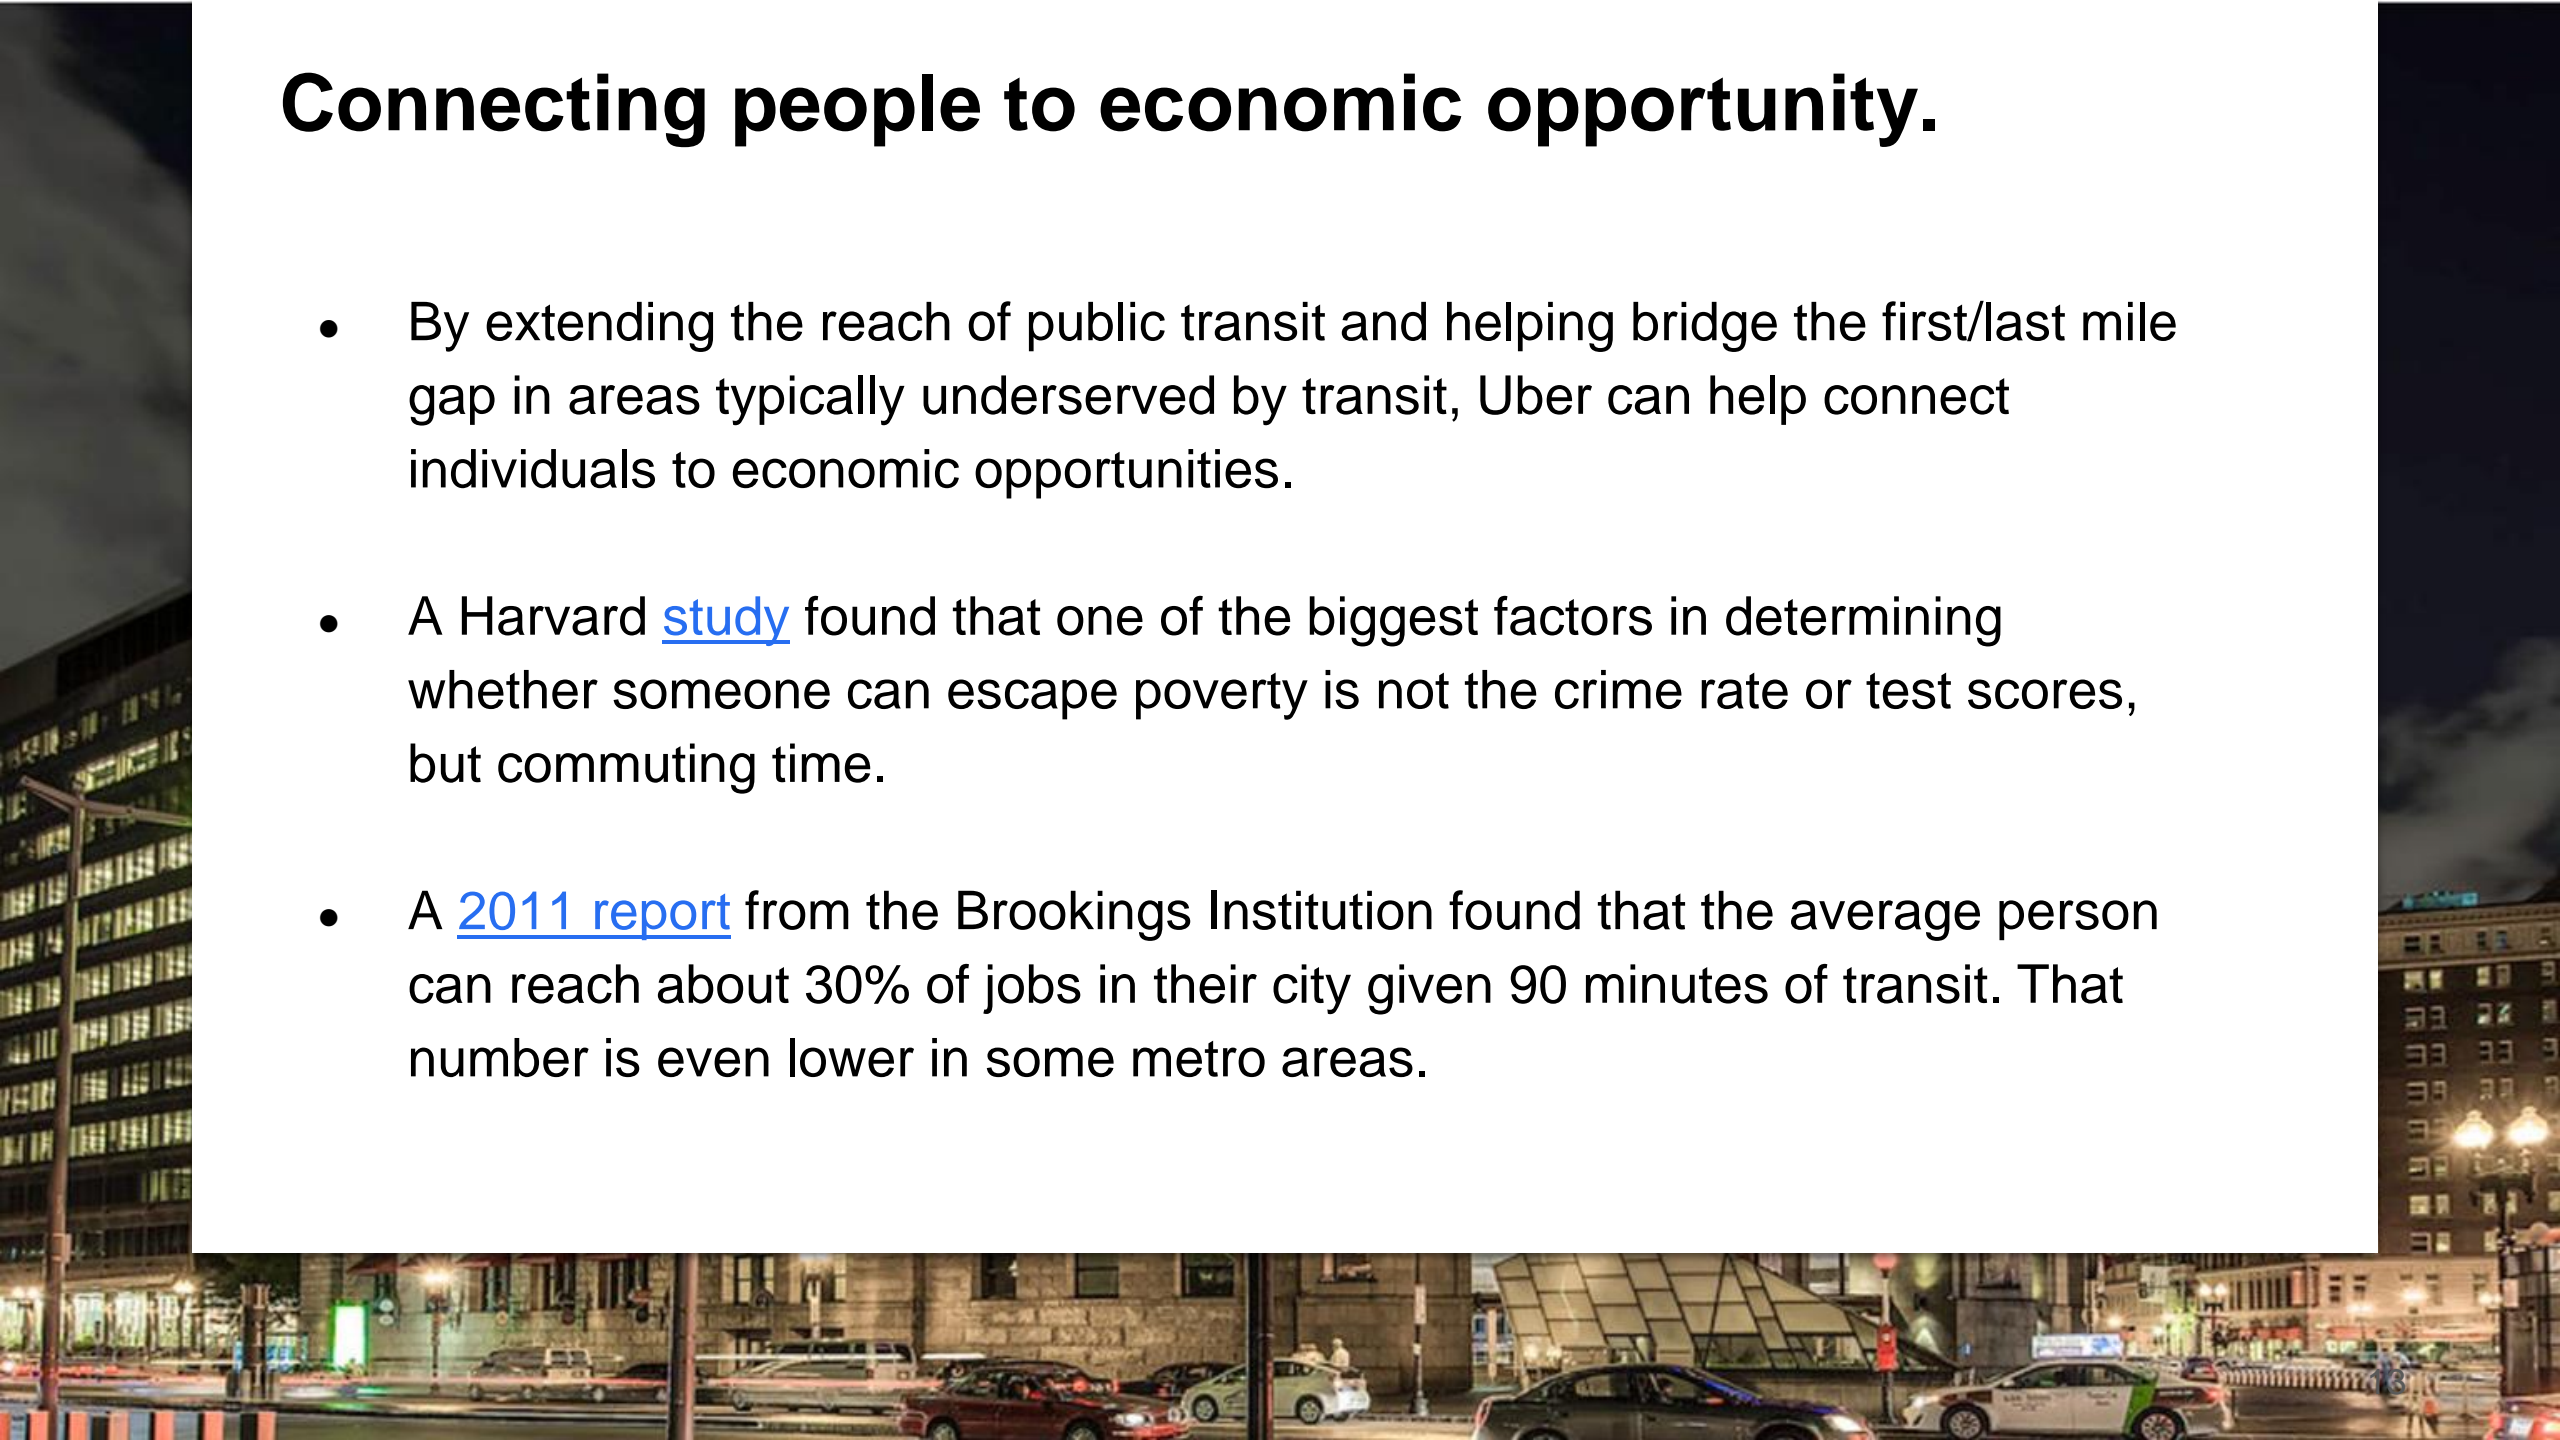 Connecting people to economic opportunity.
● By extending the reach of public transit and helping bridge the first/last mile
gap in areas typically underserved by transit, Uber can help connect
individuals to economic opportunities.
● A Harvard study found that one of the biggest factors in determining
whether someone can escape poverty is not the crime rate or test scores,
but commuting time.
● A 2011 report from the Brookings Institution found that the average person
can reach about 30% of jobs in their city given 90 minutes of transit. That
number is even lower in some metro areas.